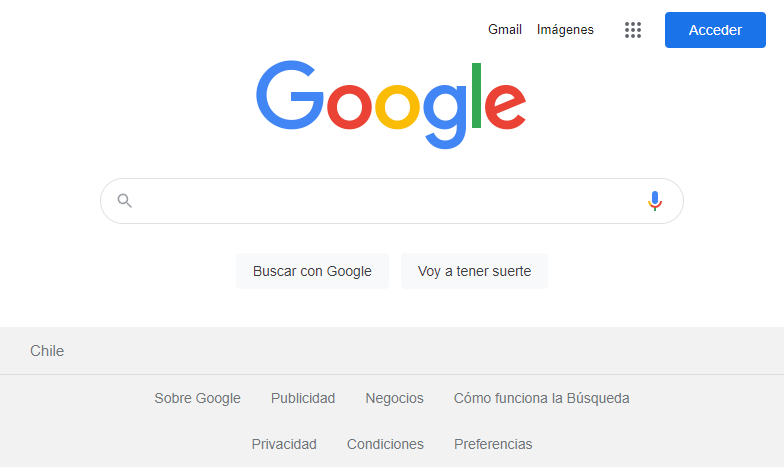 Gmail Imágenes Acceder
Google
Buscar con Google Voy a tener suerte
Chile
Sobre Google Publicidad Negocios Cómo funciona la Búsqueda
Privacidad Condiciones Preferencias